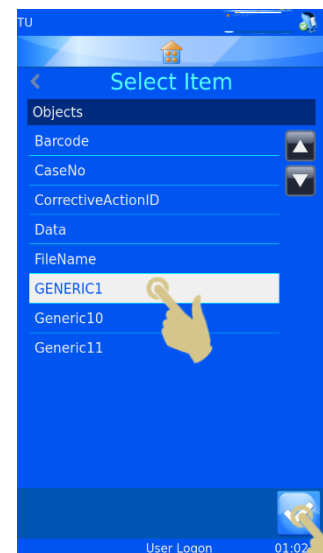 TU
Select Item
Objects
Barcode
CaseNo
CorrectiveActionID
Data
FileName
GENERIC1
Generic10
Generic11
User Logon 01:02